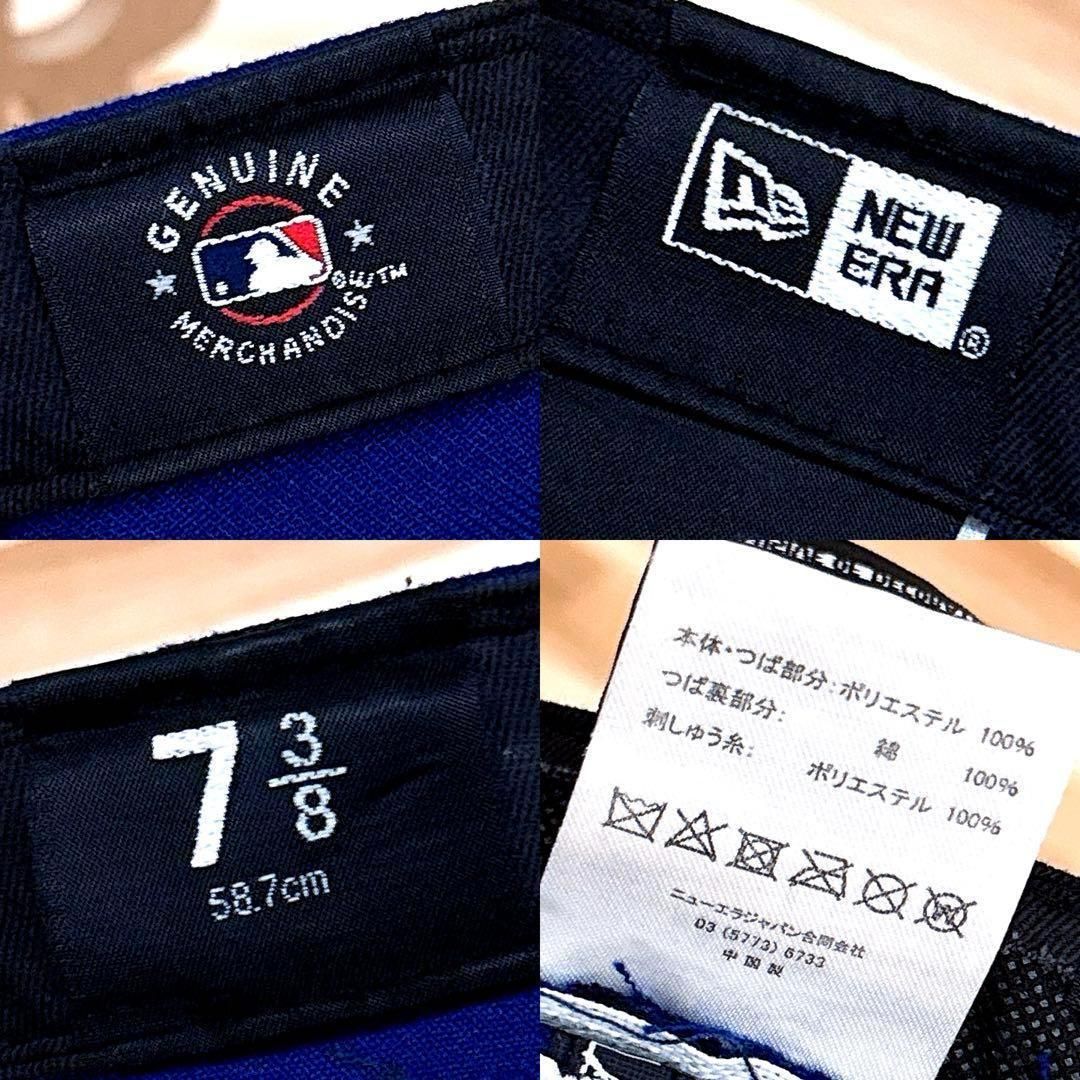 GENUINE
MERCHANDISE™
NE
NEW
ERA®
7 3/8
58.7cm
本体・つば部分:ポリエステル 100%
つば裏部分: 綿 100%
刺しゅう糸: ポリエステル 100%
ニューエラジャパン合同会社
03 (5773) 6733
中国製